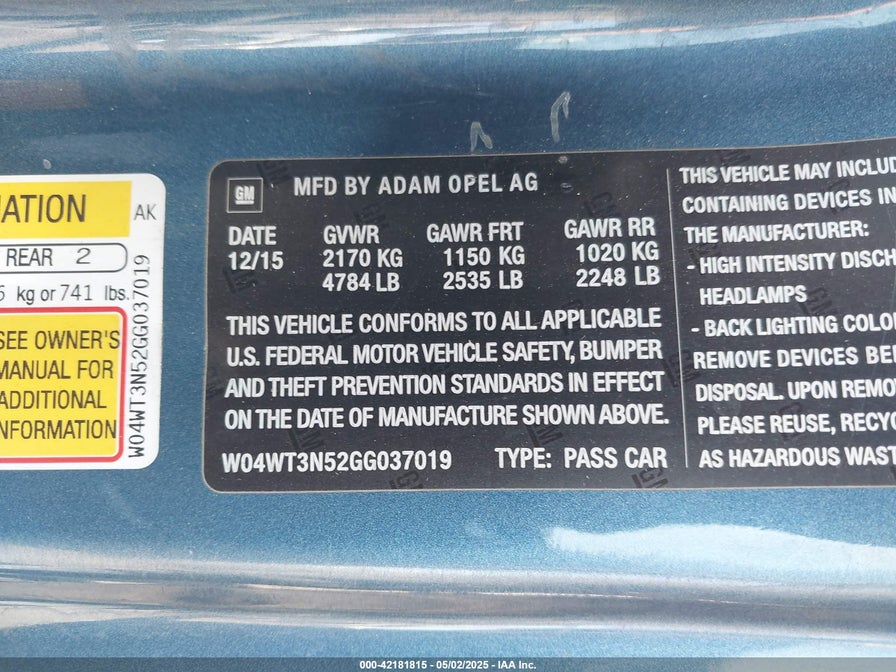 MATION
AK
REAR 2
kg or 741 lbs.
SEE OWNER'S
MANUAL FOR
ADDITIONAL
INFORMATION
W04WT3N52GG037019
GM
MFD BY ADAM OPEL AG
DATE GVWR GAWR FRT GAWR RR
12/15 2170 KG 1150 KG 1020 KG
4784 LB 2535 LB 2248 LB
THIS VEHICLE CONFORMS TO ALL APPLICABLE
U.S. FEDERAL MOTOR VEHICLE SAFETY, BUMPER
AND THEFT PREVENTION STANDARDS IN EFFECT
ON THE DATE OF MANUFACTURE SHOWN ABOVE.
W04WT3N52GG037019 TYPE: PASS CAR
THIS VEHICLE MAY INCLUD
CONTAINING DEVICES IN
THE MANUFACTURER:
- HIGH INTENSITY DISCH
HEADLAMPS
- BACK LIGHTING COLO
REMOVE DEVICES BE
DISPOSAL. UPON REMO
PLEASE REUSE, RECYC
AS HAZARDOUS WAST
000-42181815 - 05/02/2025 - IAA Inc.